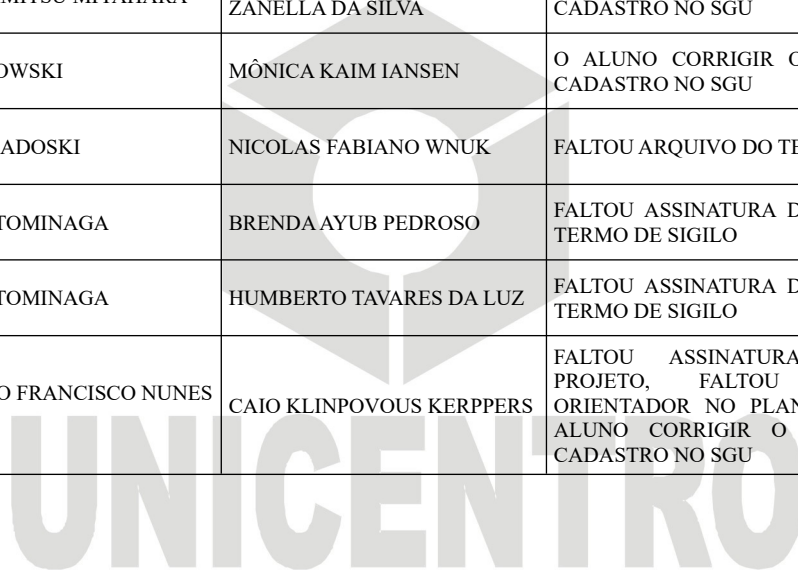 ZANELLA DA SILVA
CADASTRO NO SGU
OWSKI
MÔNICA KAIM IANSEN
O ALUNO CORRIGIR O
CADASTRO NO SGU
ADOSKI
NICOLAS FABIANO WNUK
FALTOU ARQUIVO DO TE
TOMINAGA
BRENDA AYUB PEDROSO
FALTOU ASSINATURA D
TERMO DE SIGILO
TOMINAGA
HUMBERTO TAVARES DA LUZ
FALTOU ASSINATURA D
TERMO DE SIGILO
O FRANCISCO NUNES
CAIO KLINPOVOUS KERPPERS
FALTOU ASSINATURA
PROJETO, FALTOU
ORIENTADOR NO PLAN
ALUNO CORRIGIR O
CADASTRO NO SGU
UNICENTRO